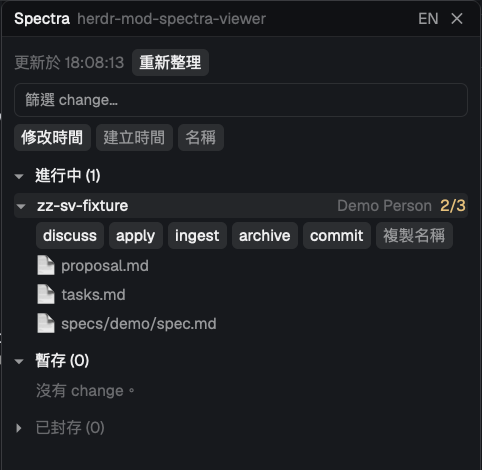 Spectra herdr-mod-spectra-viewer EN ×
更新於 18:08:13 重新整理
篩選 change…
修改時間 建立時間 名稱
進行中 (1)
zz-sv-fixture Demo Person 2/3
discuss apply ingest archive commit 複製名稱
proposal.md
tasks.md
specs/demo/spec.md
暫存 (0)
沒有 change。
已封存 (0)